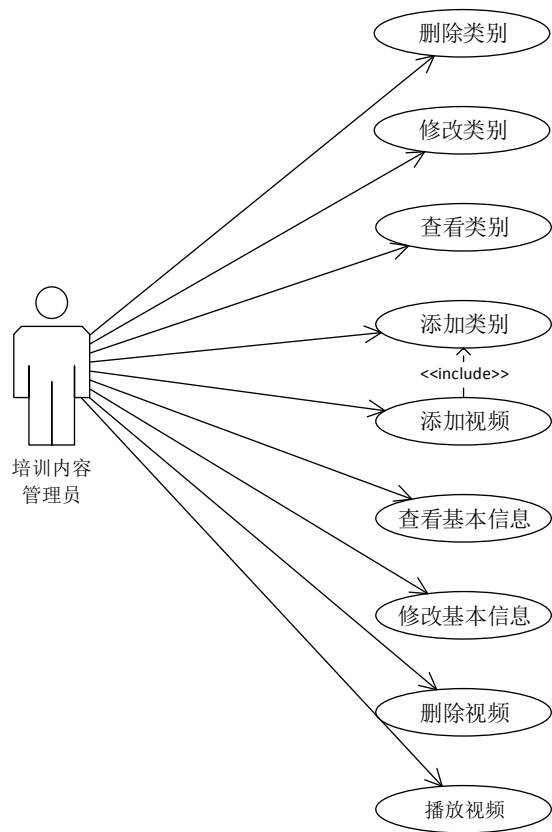 删除类别
修改类别
查看类别
添加类别
<<include>>
添加视频
培训内容
管理员
查看基本信息
修改基本信息
删除视频
播放视频